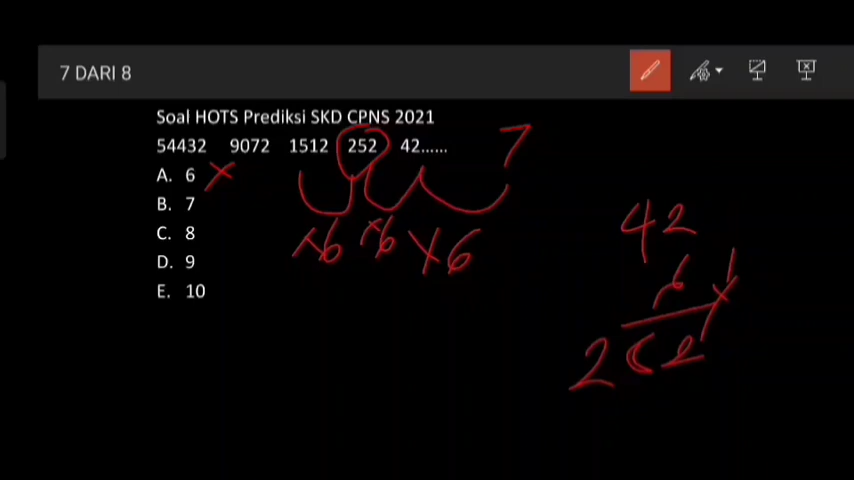 7 DARI 8
Soal HOTS Prediksi SKD CPNS 2021
54432 9072 1512 252 42......
7
A. 6 ×
B. 7
C. 8
D. 9
E. 10
×6 ×6 ×6
42
6 ×
252